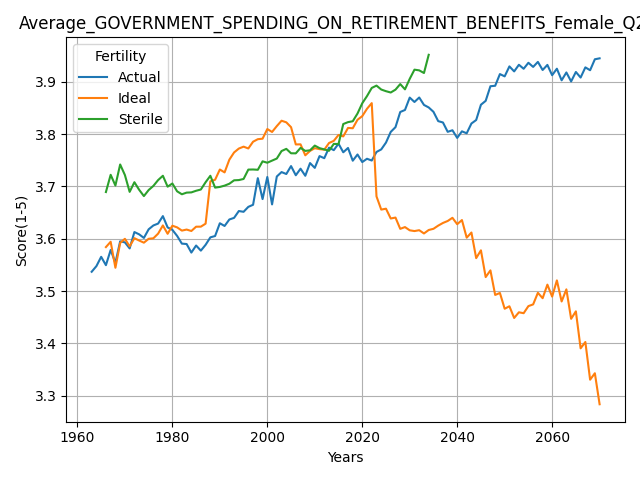 Average_GOVERNMENT_SPENDING_ON_RETIREMENT_BENEFITS_Female_Q2
Fertility
Actual
Ideal
Sterile
Score(1-5)
3.9
3.8
3.7
3.6
3.5
3.4
3.3
1960 1980 2000 2020 2040 2060
Years